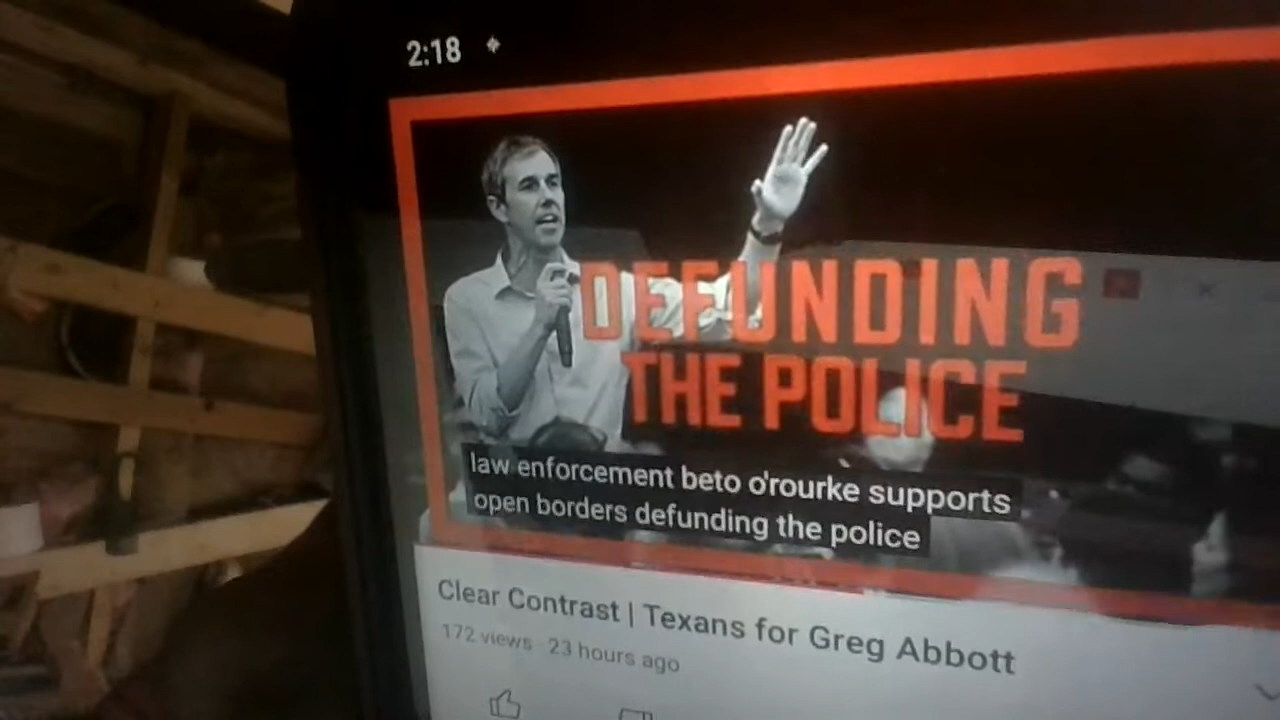 2:18
DEFUNDING
THE POLICE
law enforcement beto o'rourke supports
open borders defunding the police
Clear Contrast | Texans for Greg Abbott
172 views · 23 hours ago